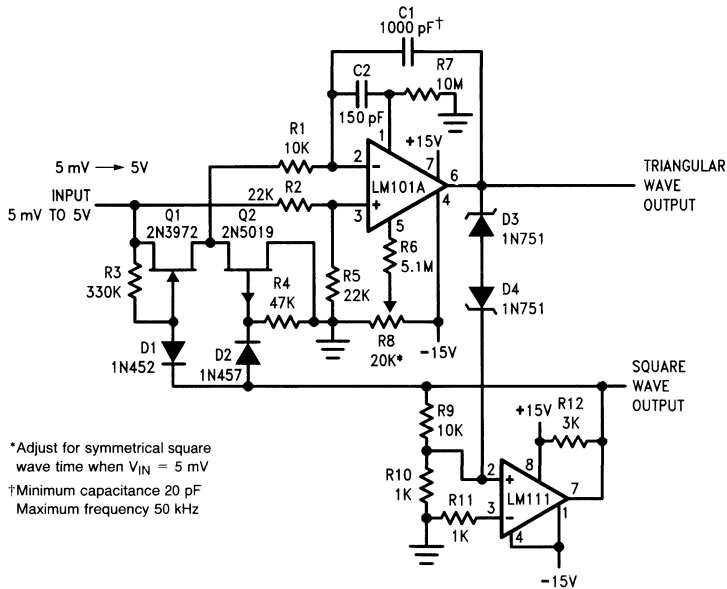 C1
1000 pF†
C2
150 pF
R7
10M
R1
10K
1
+15V
5 mV → 5V
2
7
6
LM101A
4
3
5
INPUT
5 mV TO 5V
22K
R2
TRIANGULAR
WAVE
OUTPUT
Q1
2N3972
Q2
2N5019
R6
5.1M
D3
1N751
R3
330K
R4
47K
R5
22K
D4
1N751
D1
1N452
D2
1N457
R8
20K*
-15V
SQUARE
WAVE
OUTPUT
R9
10K
+15V
R12
3K
*Adjust for symmetrical square
wave time when VIN = 5 mV
†Minimum capacitance 20 pF
Maximum frequency 50 kHz
R10
1K
R11
1K
2
8
LM111
7
3
1
4
-15V